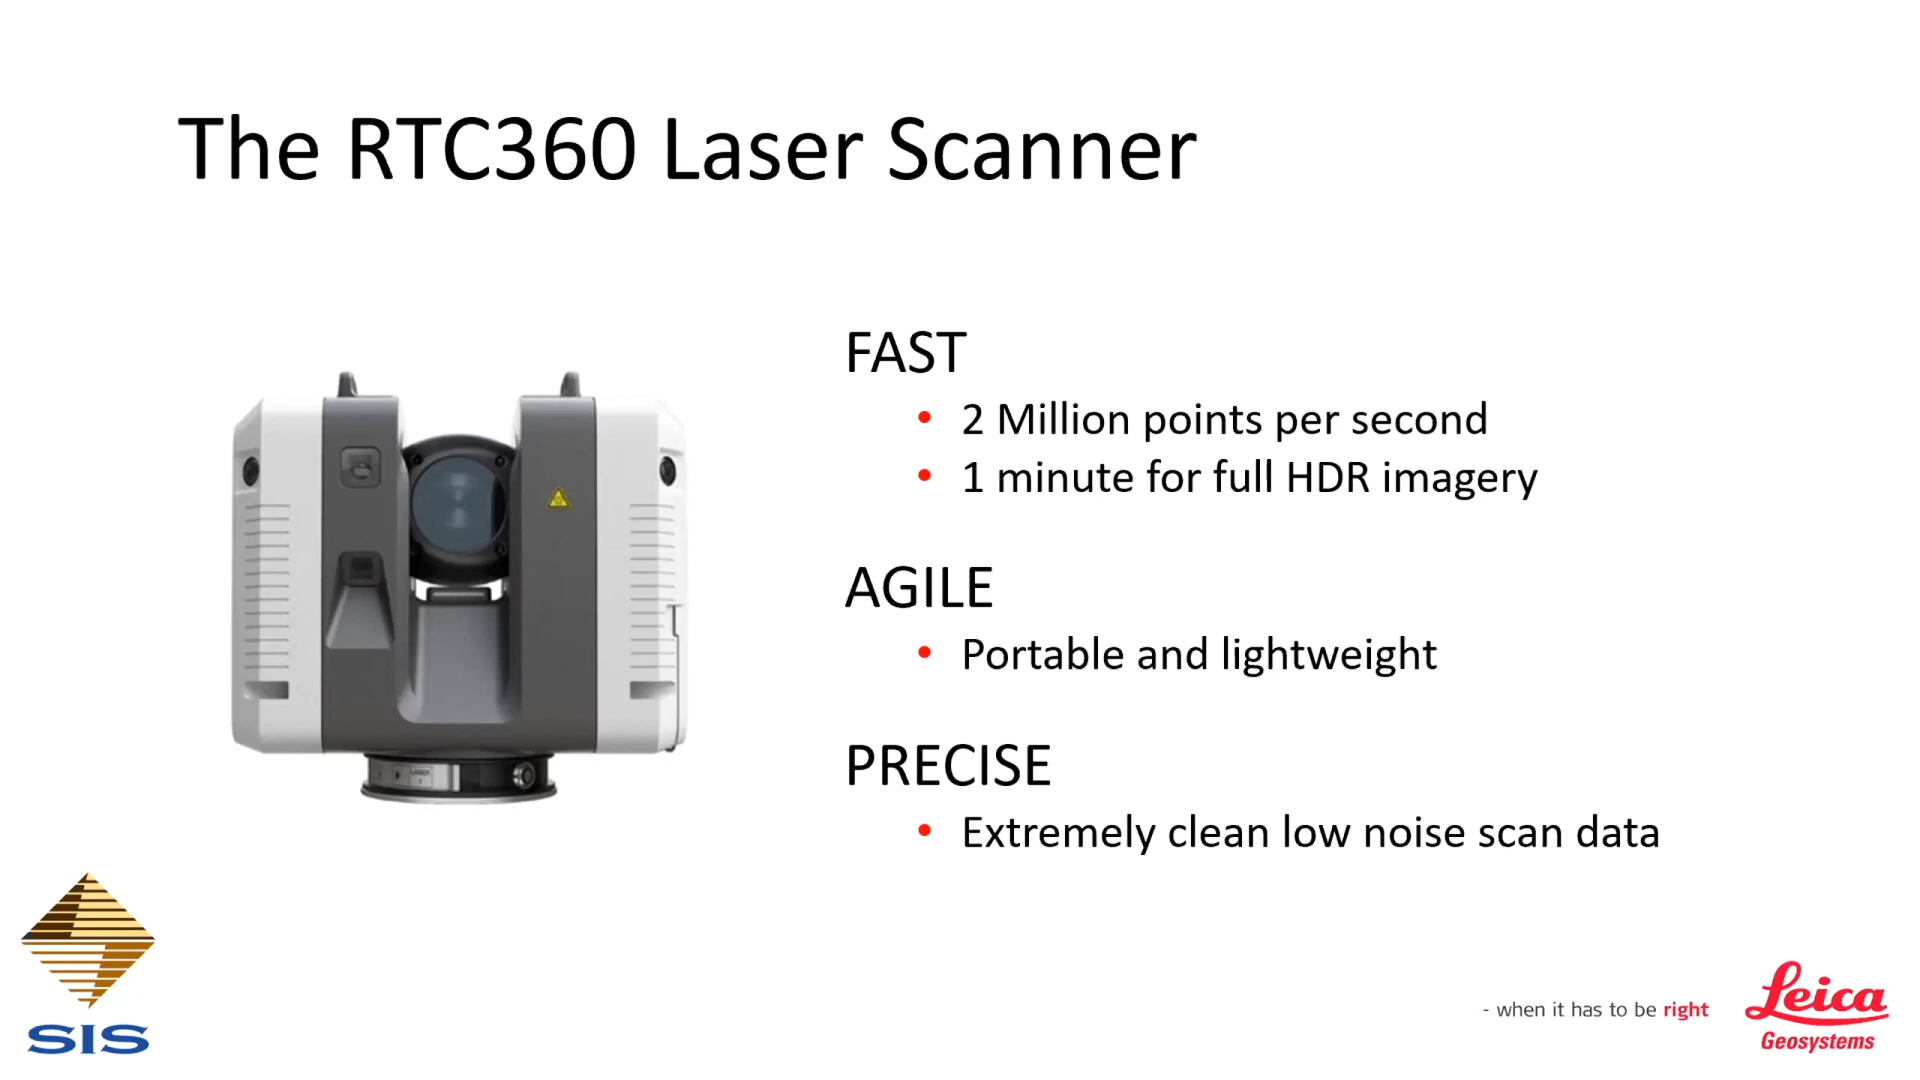 The RTC360 Laser Scanner
FAST
• 2 Million points per second
• 1 minute for full HDR imagery
AGILE
• Portable and lightweight
PRECISE
• Extremely clean low noise scan data
LASER
SIS
- when it has to be right
Leica
Geosystems